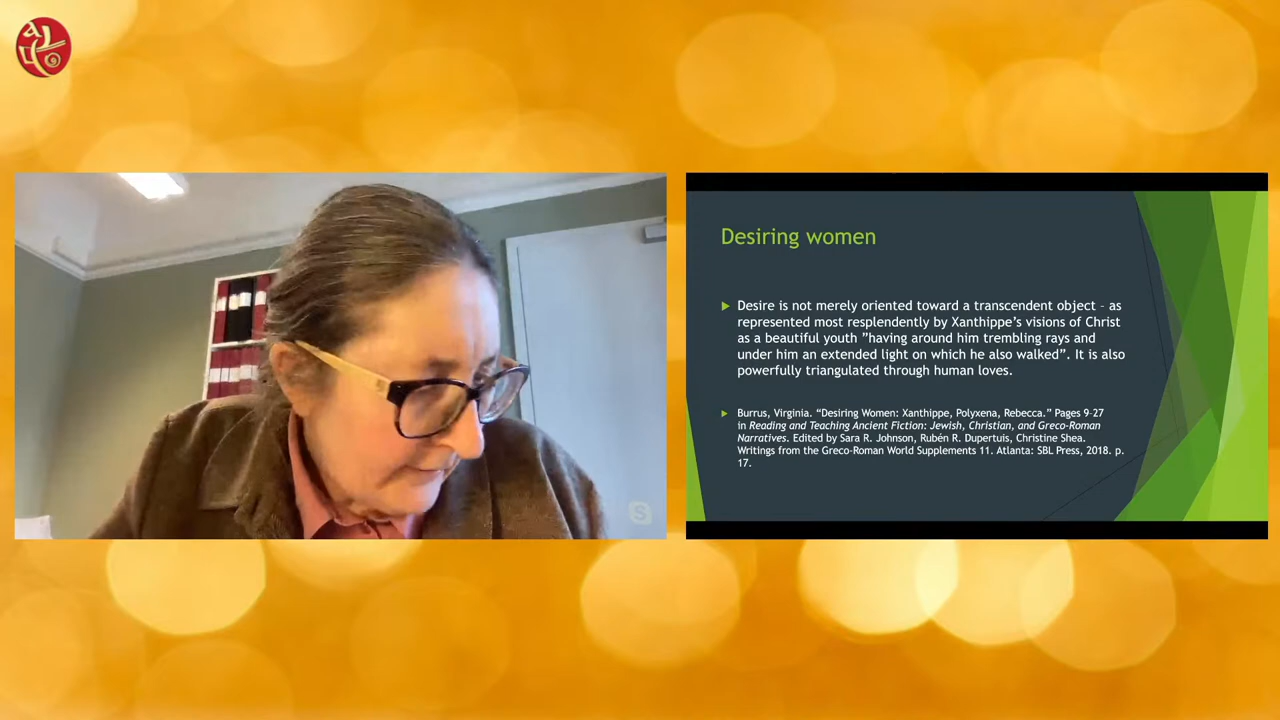 Desiring women
Desire is not merely oriented toward a transcendent object – as
represented most resplendently by Xanthippe's visions of Christ
as a beautiful youth ”having around him trembling rays and
under him an extended light on which he also walked”. It is also
powerfully triangulated through human loves.
Burrus, Virginia. “Desiring Women: Xanthippe, Polyxena, Rebecca.” Pages 9–27
in Reading and Teaching Ancient Fiction: Jewish, Christian, and Greco-Roman
Narratives. Edited by Sara R. Johnson, Rubén R. Dupertuis, Christine Shea.
Writings from the Greco-Roman World Supplements 11. Atlanta: SBL Press, 2018. p.
17.